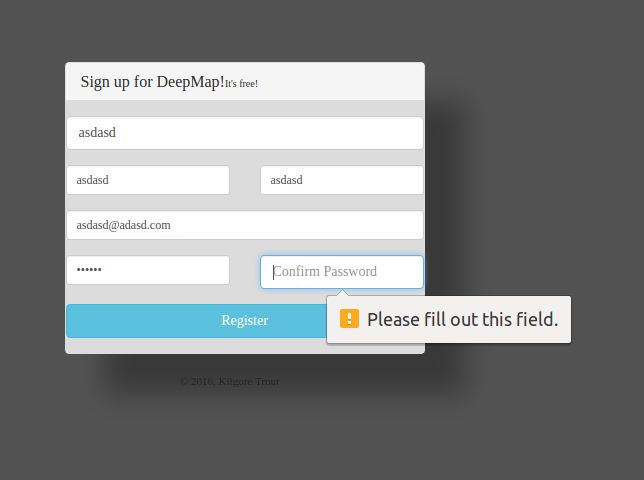 Sign up for DeepMap!It's free!
asdasd
asdasd asdasd
asdasd@adasd.com
•••••• Confirm Password
Please fill out this field.
Register
© 2016, Kilgore Trout